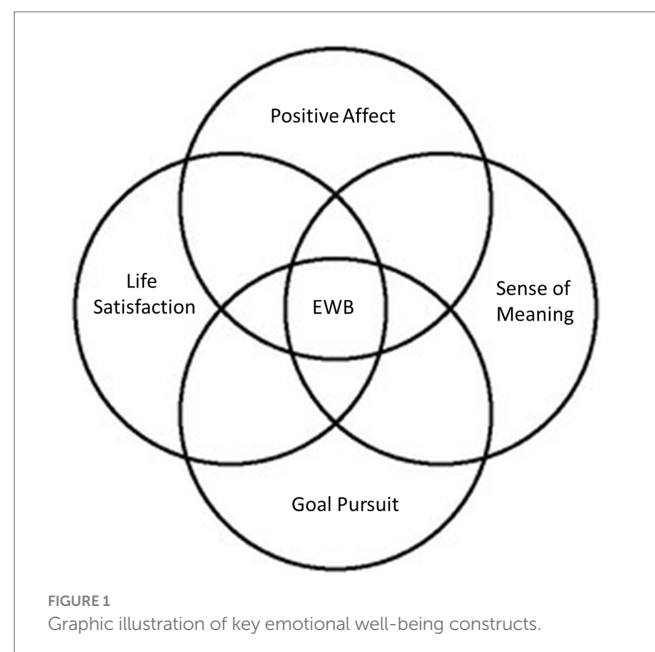 Positive Affect
Life
Satisfaction
EWB
Sense of
Meaning
Goal Pursuit
FIGURE 1
Graphic illustration of key emotional well-being constructs.